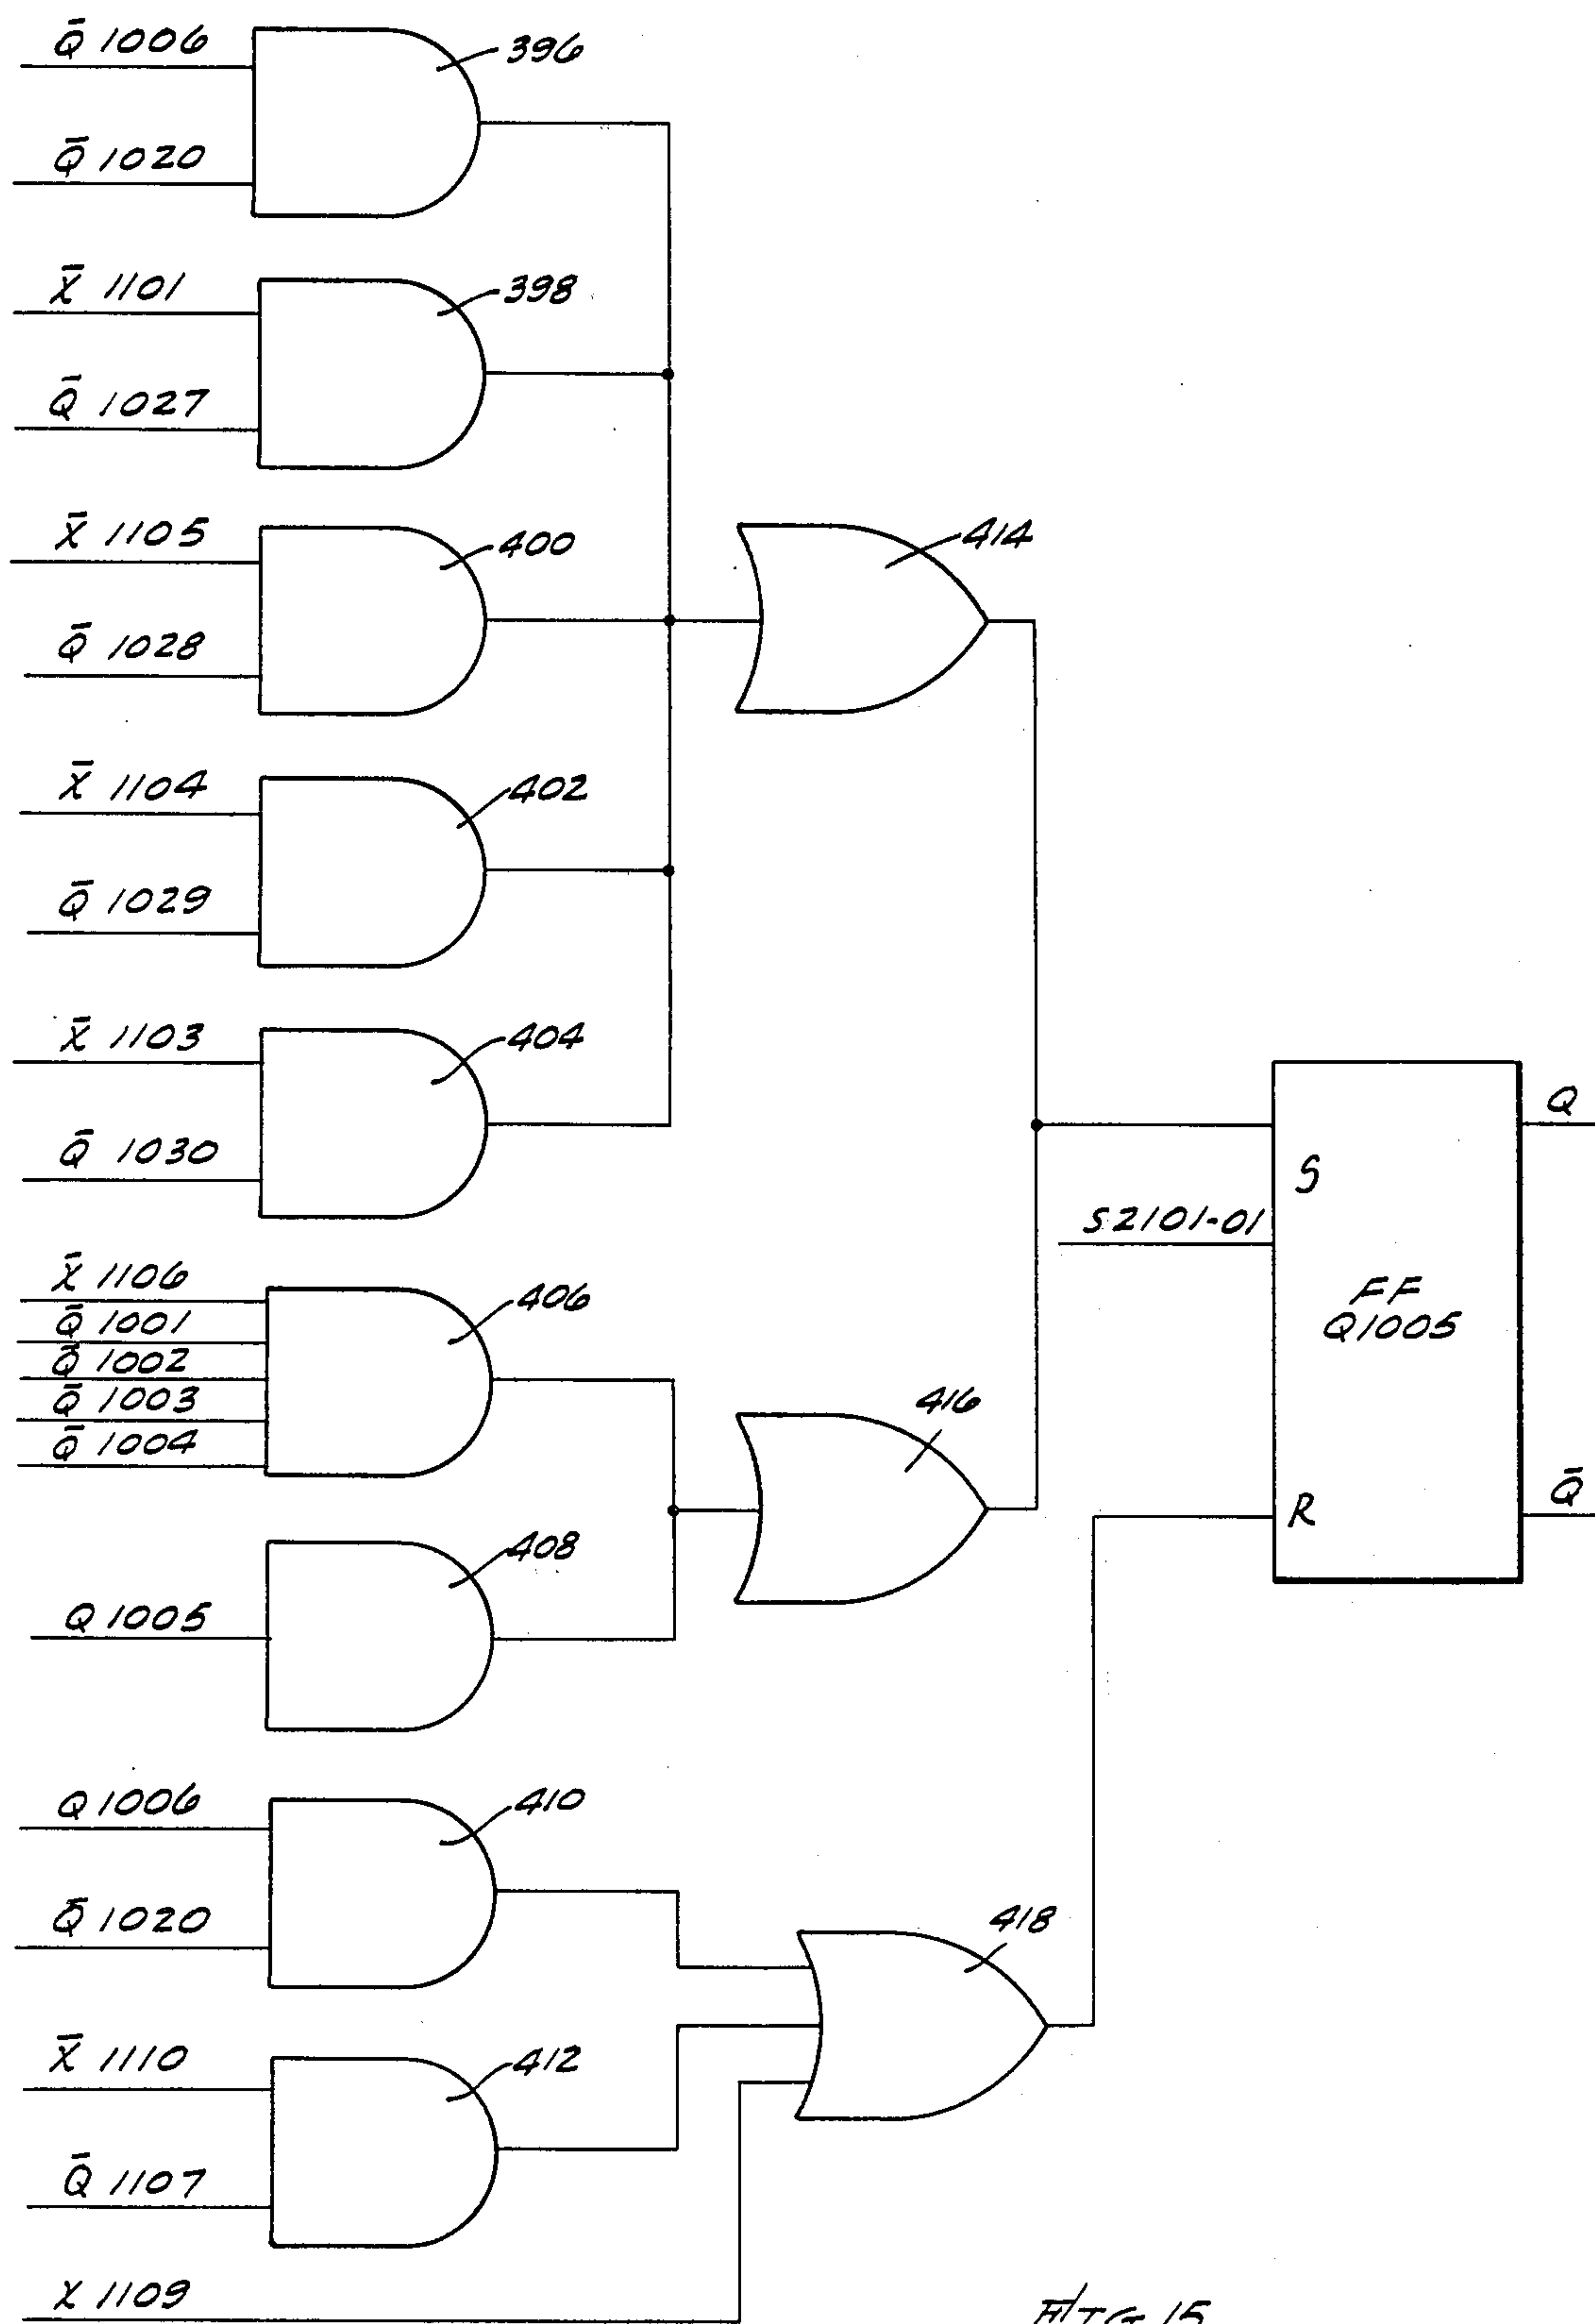 Q̄ 1006
396
Q̄ 1020
X̄ 1101
398
Q̄ 1027
X̄ 1105
400
414
Q̄ 1028
X̄ 1104
402
Q̄ 1029
X̄ 1103
404
Q̄ 1030
Q
S
S2101-01
X̄ 1106
406
Q̄ 1001
FF
Q1005
Q̄ 1002
Q̄ 1003
416
Q̄ 1004
Q̄
R
408
Q 1005
Q 1006
410
Q̄ 1020
418
X̄ 1110
412
Q̄ 1107
X 1109
FIG 15